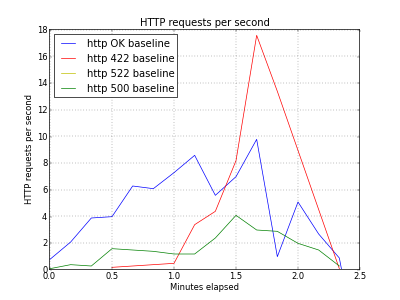 HTTP requests per second
18
16
14
12
10
8
6
4
2
0
HTTP requests per second
http OK baseline
http 422 baseline
http 522 baseline
http 500 baseline
0.0 0.5 1.0 1.5 2.0 2.5
Minutes elapsed